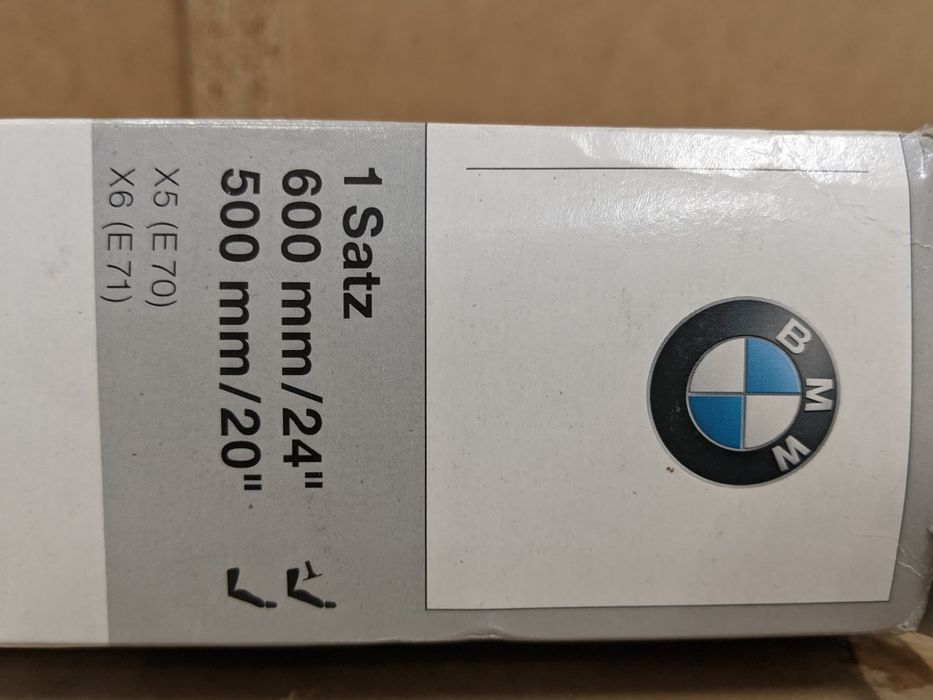 BMW
1 Satz
600 mm/24"
500 mm/20"
X5 (E 70)
X6 (E 71)